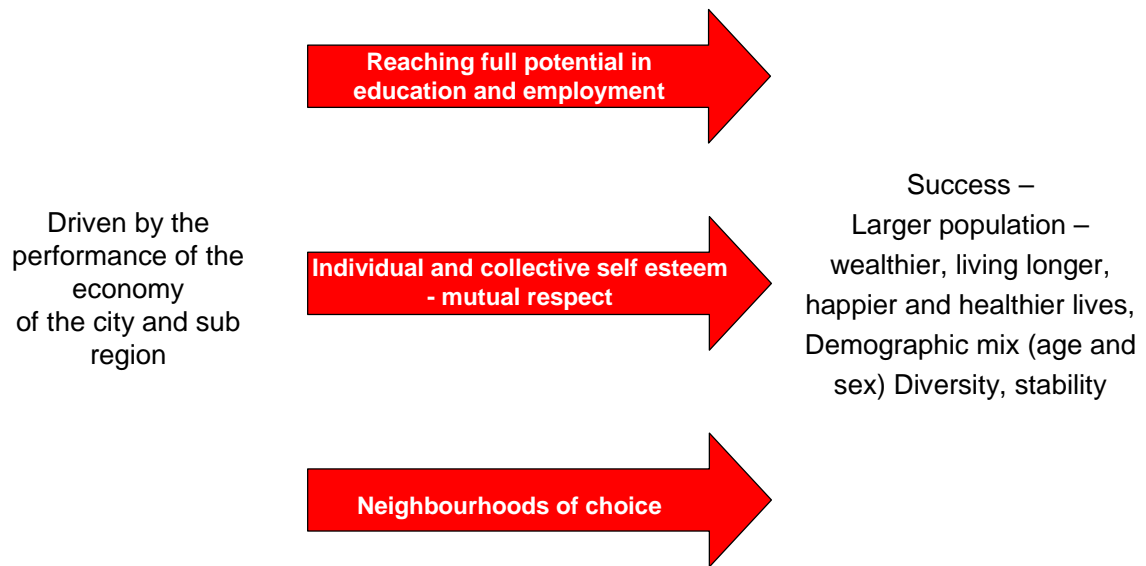 Reaching full potential in
education and employment
Driven by the
performance of the
economy
of the city and sub
region
Individual and collective self esteem
- mutual respect
Success –
Larger population –
wealthier, living longer,
happier and healthier lives,
Demographic mix (age and
sex) Diversity, stability
Neighbourhoods of choice